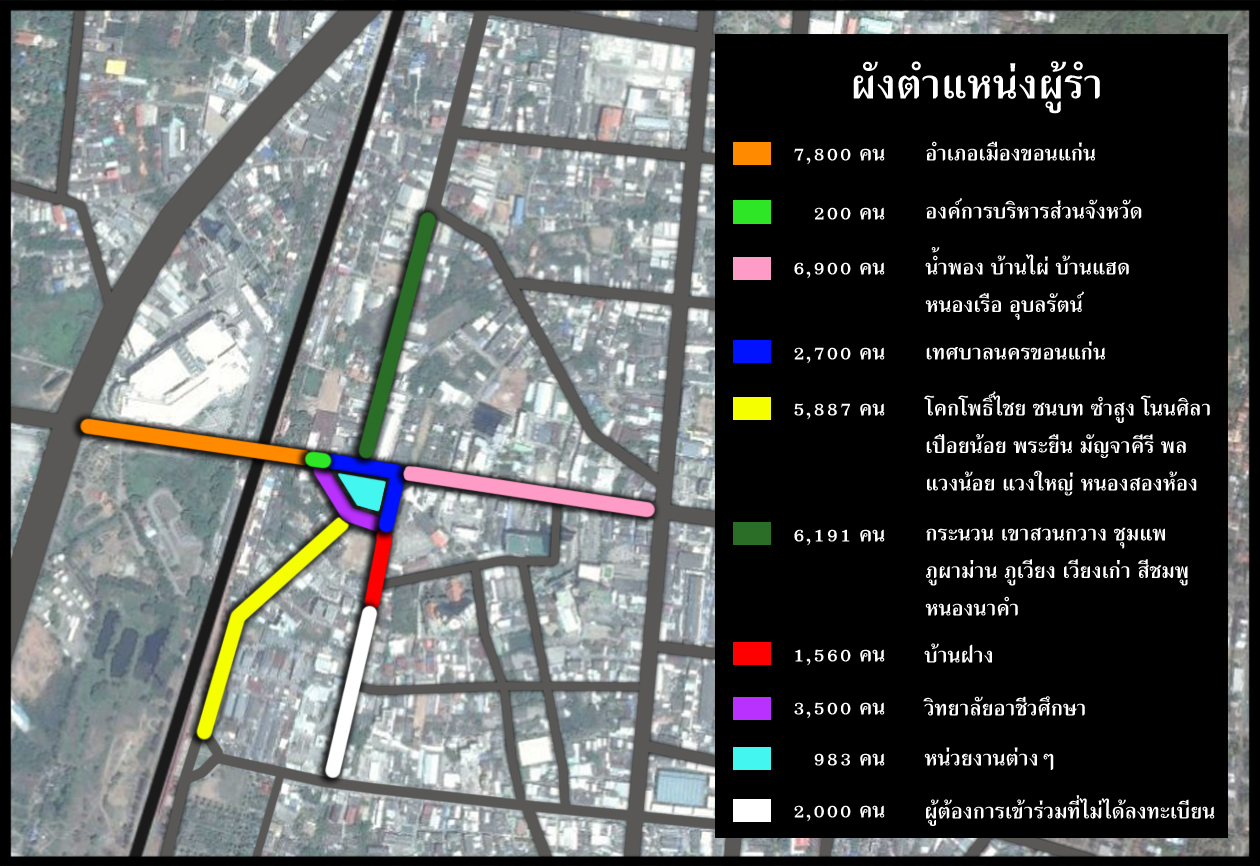 ผังตำแหน่งผู้รำ
7,800 คน อำเภอเมืองขอนแก่น
200 คน องค์การบริหารส่วนจังหวัด
6,900 คน น้ำพอง บ้านไผ่ บ้านแฮด
หนองเรือ อุบลรัตน์
2,700 คน เทศบาลนครขอนแก่น
5,887 คน โคกโพธิ์ไชย ชนบท ซำสูง โนนศิลา
เปือยน้อย พระยืน มัญจาคีรี พล
แวงน้อย แวงใหญ่ หนองสองห้อง
6,191 คน กระนวน เขาสวนกวาง ชุมแพ
ภูผาม่าน ภูเวียง เวียงเก่า สีชมพู
หนองนาคำ
1,560 คน บ้านฝาง
3,500 คน วิทยาลัยอาชีวศึกษา
983 คน หน่วยงานต่าง ๆ
2,000 คน ผู้ต้องการเข้าร่วมที่ไม่ได้ลงทะเบียน